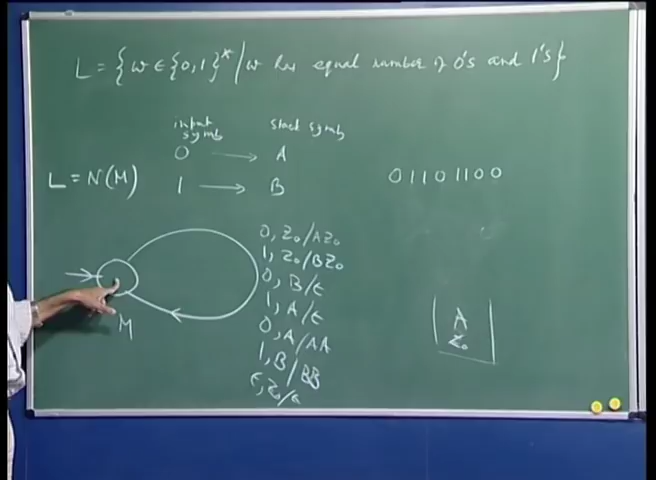 L = {w ∈ {0,1}* / w has equal number of 0's and 1's}
input symb stack symb
0 → A
L = N(M) 1 → B
01101100
0, Z₀/AZ₀
1, Z₀/BZ₀
0, B/ϵ
1, A/ϵ
0, A/AA
1, B/BB
ϵ, Z₀/ϵ
M
A
Z₀